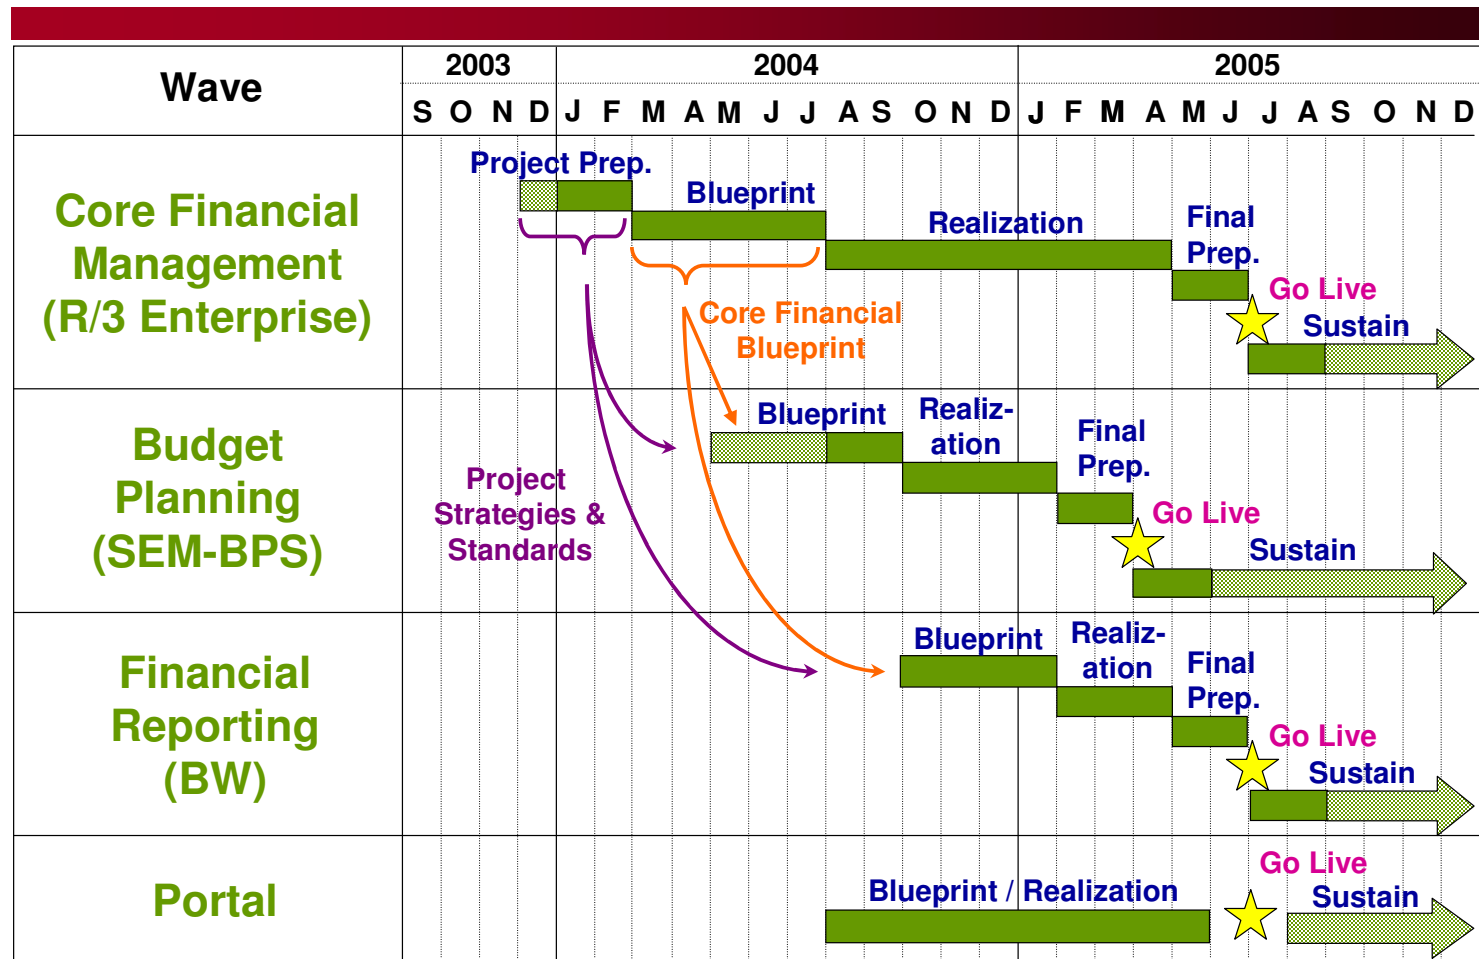 Wave
2003 2004 2005
S O N D J F M A M J J A S O N D J F M A M J J A S O N D
Core Financial
Management
(R/3 Enterprise)
Project Prep.
Blueprint
Realization
Final
Prep.
Go Live
Sustain
Core Financial
Blueprint
Budget
Planning
(SEM-BPS)
Blueprint
Realiz-
ation
Final
Prep.
Go Live
Sustain
Project
Strategies &
Standards
Financial
Reporting
(BW)
Blueprint
Realiz-
ation
Final
Prep.
Go Live
Sustain
Portal
Blueprint / Realization
Go Live
Sustain